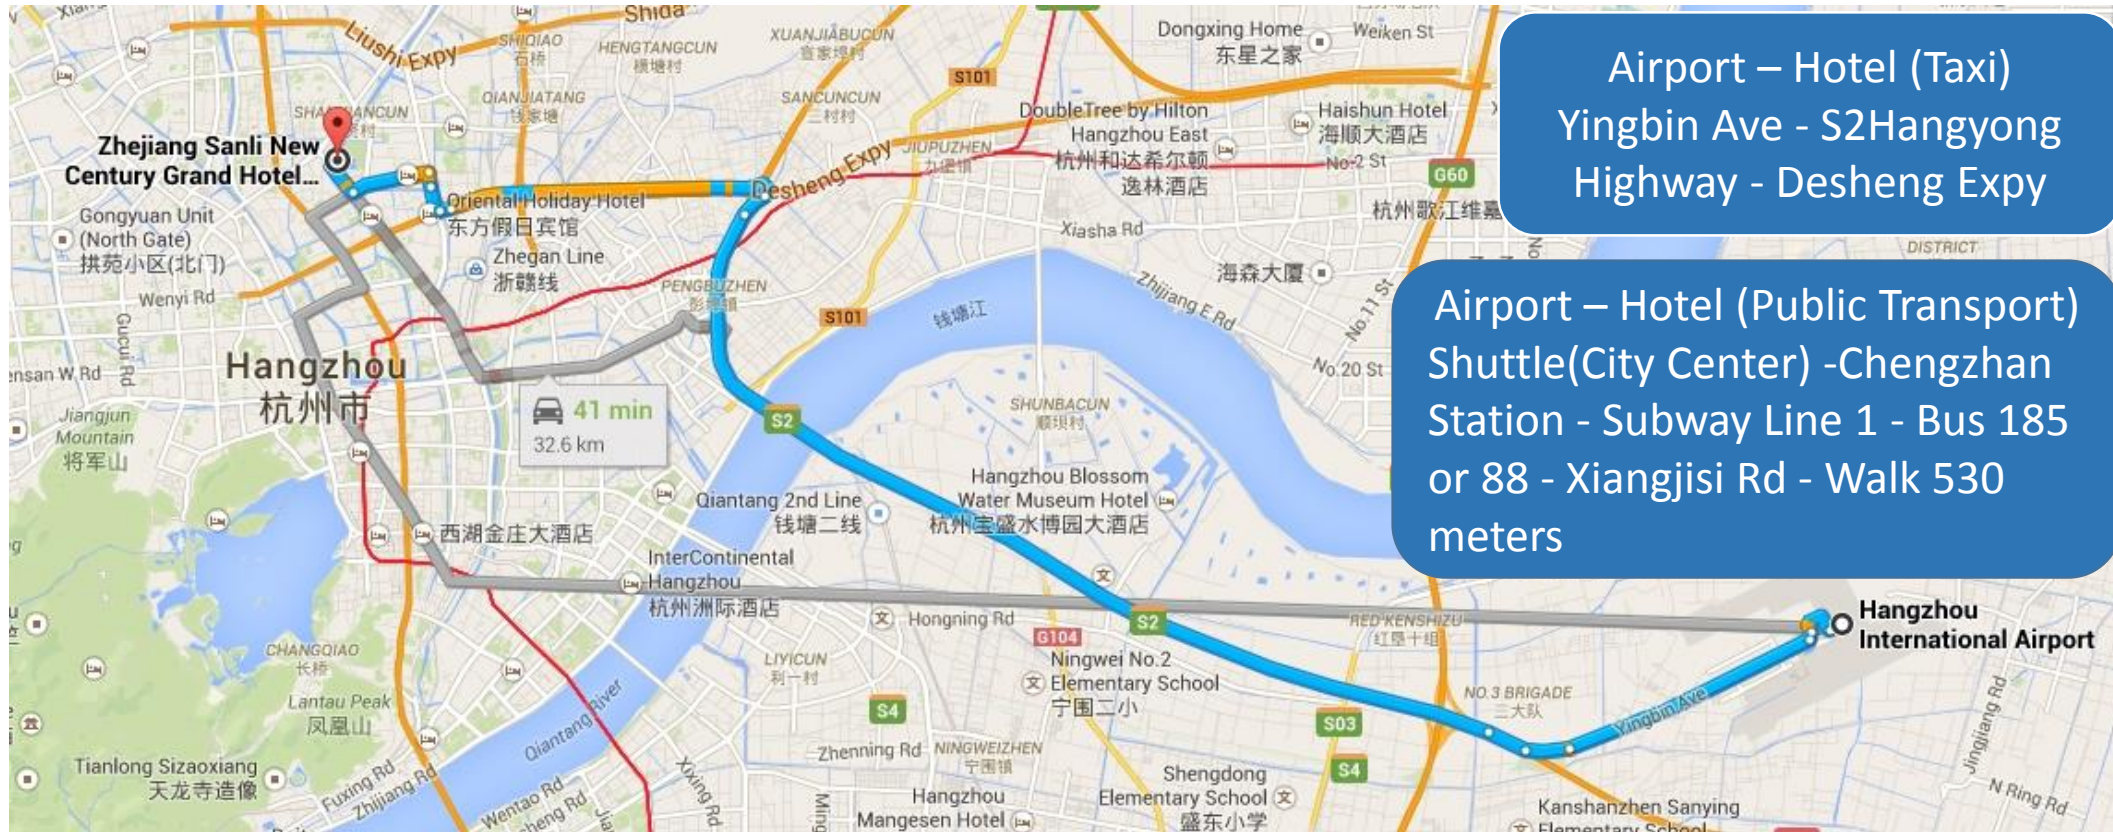 Airport – Hotel (Taxi)
Yingbin Ave - S2Hangyong
Highway - Desheng Expy
Airport – Hotel (Public Transport)
Shuttle(City Center) -Chengzhan
Station - Subway Line 1 - Bus 185
or 88 - Xiangjisi Rd - Walk 530
meters
Liushi Expy
Shida
SHIQIAO
石桥
HENGTANGCUN
横塘村
XUANJIABUCUN
宣家埠村
Dongxing Home
东星之家
Weiken St
S101
QIANJIATANG
钱家塘
SANCUNCUN
三村村
Zhejiang Sanli New
Century Grand Hotel...
DoubleTree by Hilton
Hangzhou East
杭州和达希尔顿
逸林酒店
Haishun Hotel
海顺大酒店
No 2 St
G60
JIUPUZHEN
九堡镇
Desheng Expy
Oriental Holiday Hotel
东方假日宾馆
Gongyuan Unit
(North Gate)
拱苑小区(北门)
Zhegan Line
浙赣线
Xiasha Rd
杭州歌江维嘉
DISTRICT
海森大厦
PENGBUZHEN
彭埠镇
Wenyi Rd
Gucui Rd
S101
钱塘江
Zhijiang E Rd
No.11 St
No.20 St
Hangzhou
杭州市
ensan W Rd
41 min
32.6 km
Jiangjun
Mountain
将军山
S2
SHUNBACUN
顺坝村
Hangzhou Blossom
Water Museum Hotel
杭州宝盛水博园大酒店
Qiantang 2nd Line
钱塘二线
西湖金庄大酒店
InterContinental
Hangzhou
杭州洲际酒店
Hongning Rd
S2
G104
RED KENSHIZU
红垦十组
Hangzhou
International Airport
CHANGQIAO
长桥
LIYICUN
利一村
Ningwei No.2
Elementary School
宁围二小
NO.3 BRIGADE
三大队
Yingbin Ave
Lantau Peak
凤凰山
Qiantang River
S4
S03
S4
Zhenning Rd
NINGWEIZHEN
宁围镇
Jingjiang Rd
Tianlong Sizaoxiang
天龙寺造像
Fuxing Rd
Zhijiang Rd
Wentao Rd
Xixing Rd
Shengdong
Elementary School
盛东小学
Hangzhou
Mangesen Hotel
Kanshanzhen Sanying
Elementary School
N Ring Rd